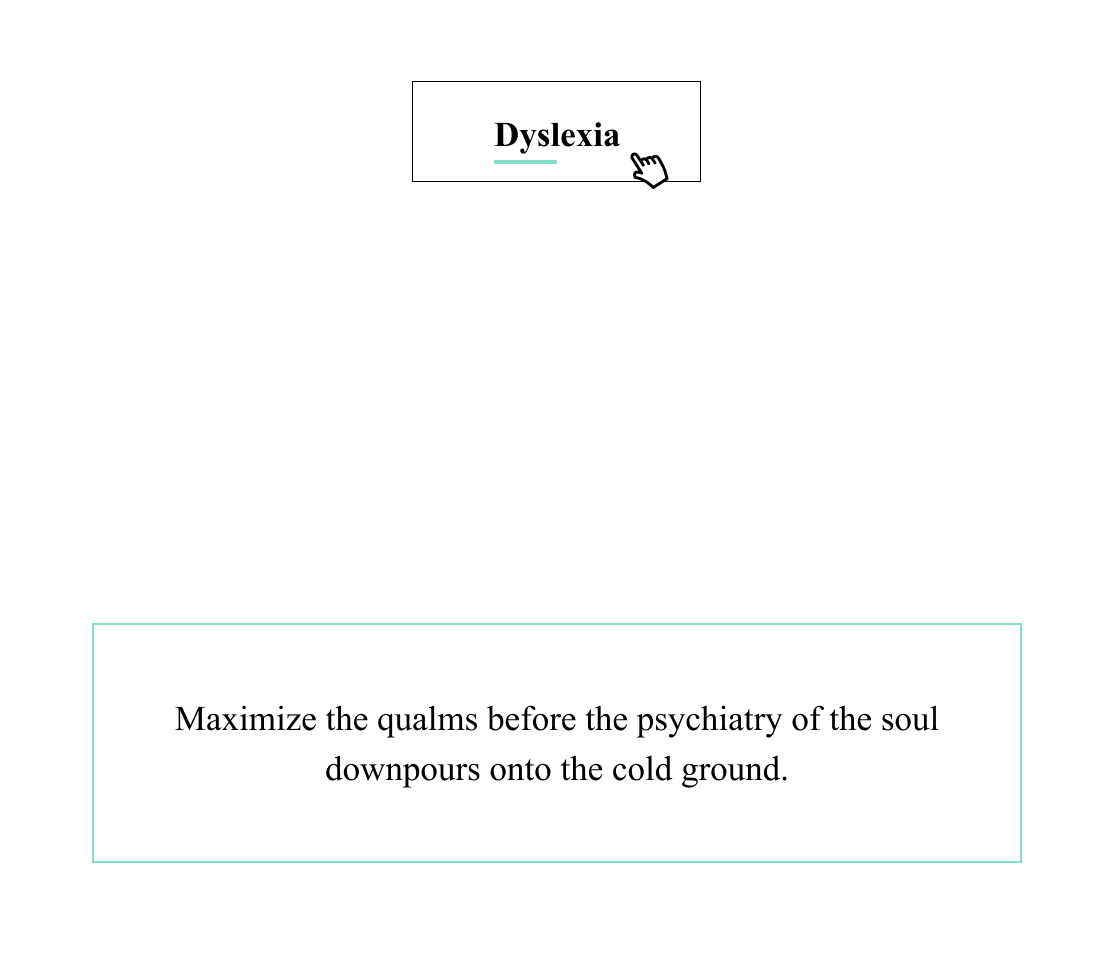 Dyslexia
Maximize the qualms before the psychiatry of the soul
downpours onto the cold ground.